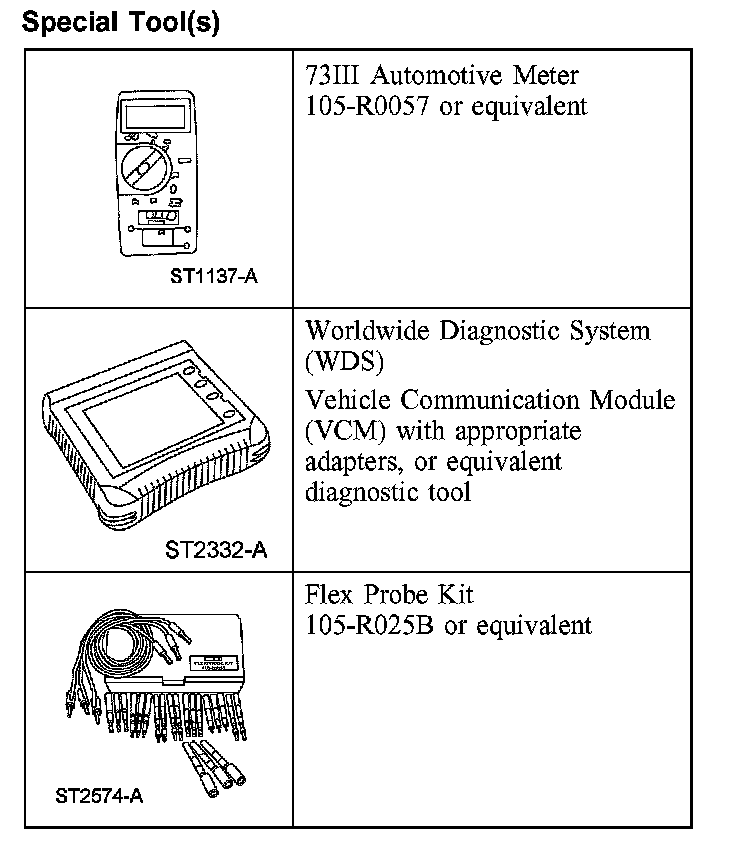 Special Tool(s)
73III Automotive Meter
105-R0057 or equivalent
ST1137-A
Worldwide Diagnostic System
(WDS)
Vehicle Communication Module
(VCM) with appropriate
adapters, or equivalent
diagnostic tool
ST2332-A
Flex Probe Kit
105-R025B or equivalent
ST2574-A